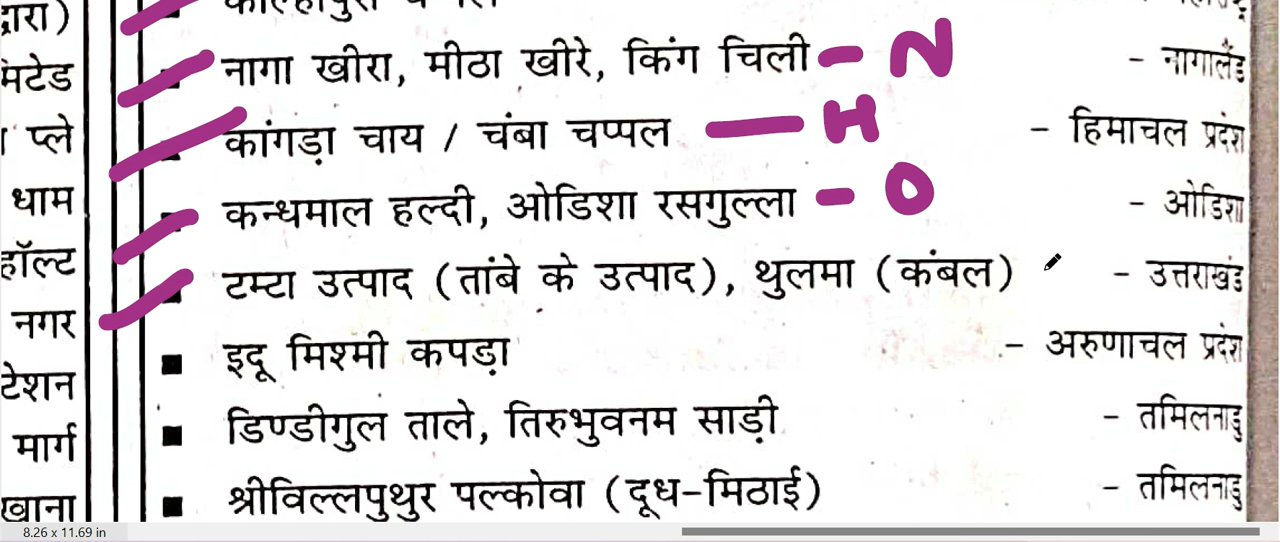 नागा खीरा, मीठा खीरे, किंग चिली - N - नागालैंड
कांगड़ा चाय / चंबा चप्पल - H - हिमाचल प्रदेश
धाम
प्ले
मटेड
कन्धमाल हल्दी, ओडिशा रसगुल्ला - O - ओडिशा
हॉल्ट
टम्टा उत्पाद (तांबे के उत्पाद), थुलमा (कंबल) - उत्तराखंड
नगर
इदू मिश्मी कपड़ा - अरुणाचल प्रदेश
टेशन
डिण्डीगुल ताले, तिरुभुवनम साड़ी - तमिलनाडु
मार्ग
श्रीविल्लपुथुर पल्कोवा (दूध-मिठाई) - तमिलनाडु
खाना
8.26 x 11.69 in